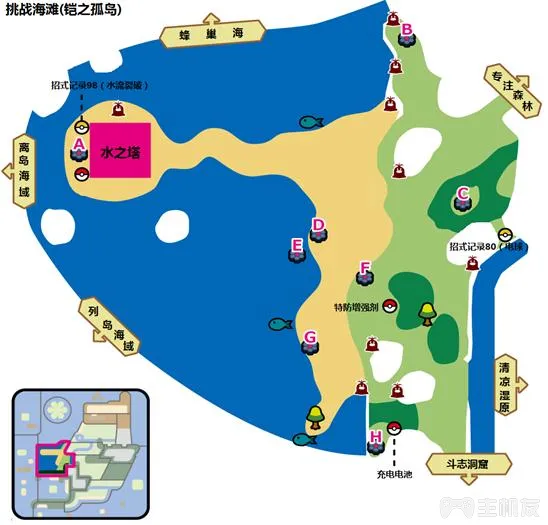 挑战海滩(铠之孤岛)
蜂巢海
B
招式记录98（水流裂破）
专注森林
A
水之塔
离岛海域
C
D
招式记录80（电球）
E
F
特防增强剂
列岛海域
G
清凉湿原
H
充电电池
斗志洞窟
主机友